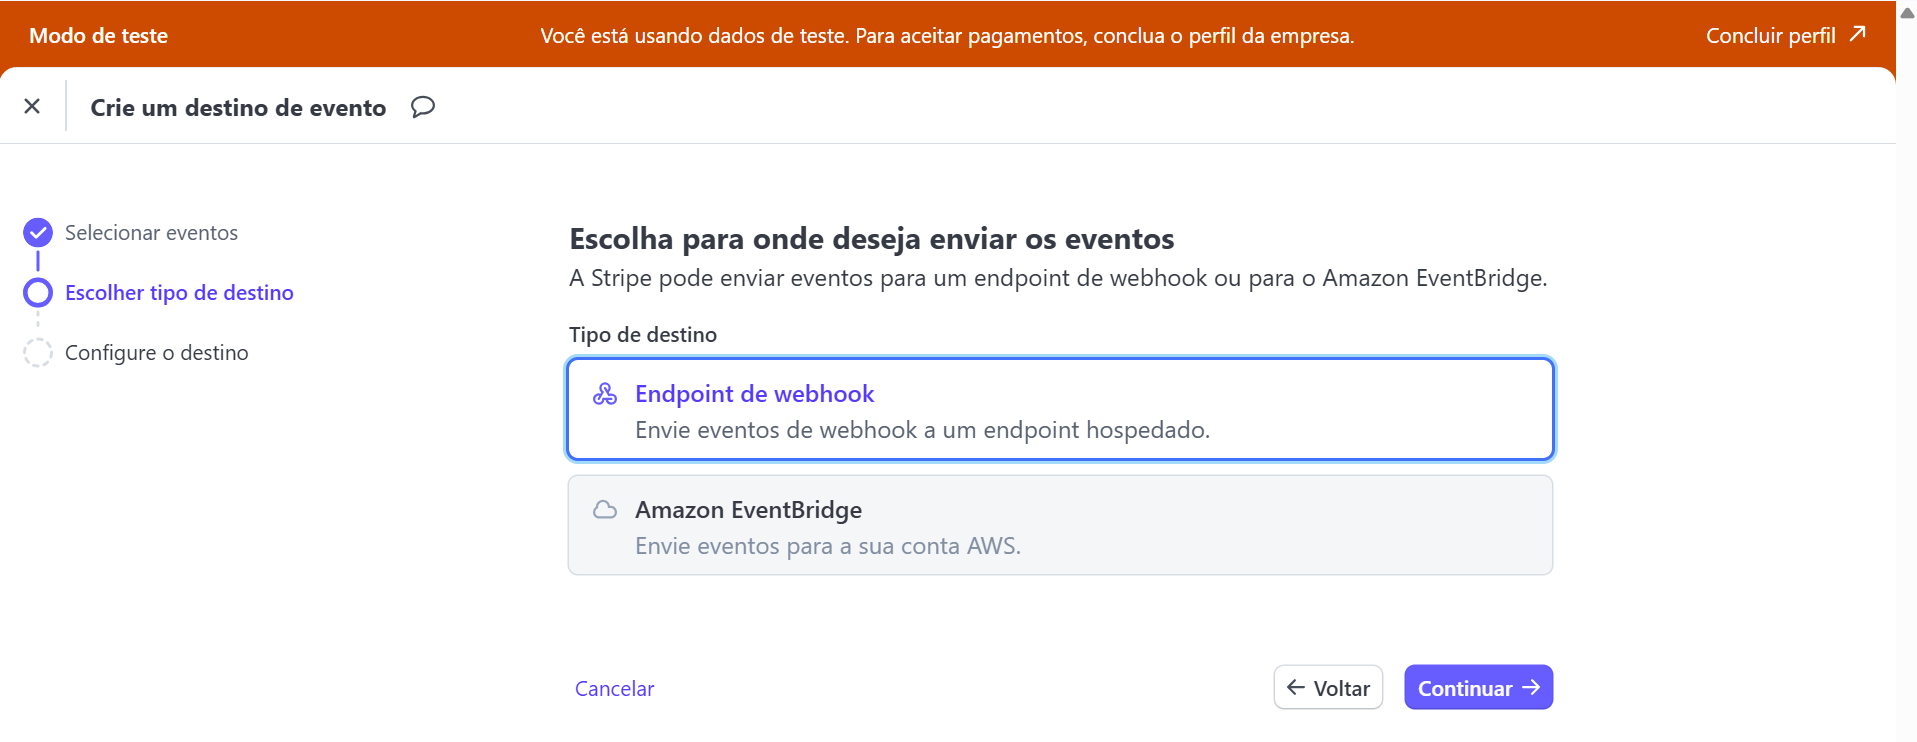 Modo de teste
Você está usando dados de teste. Para aceitar pagamentos, conclua o perfil da empresa.
Concluir perfil
Crie um destino de evento
Selecionar eventos
Escolher tipo de destino
Configure o destino
Escolha para onde deseja enviar os eventos
A Stripe pode enviar eventos para um endpoint de webhook ou para o Amazon EventBridge.
Tipo de destino
Endpoint de webhook
Envie eventos de webhook a um endpoint hospedado.
Amazon EventBridge
Envie eventos para a sua conta AWS.
Cancelar
Voltar
Continuar